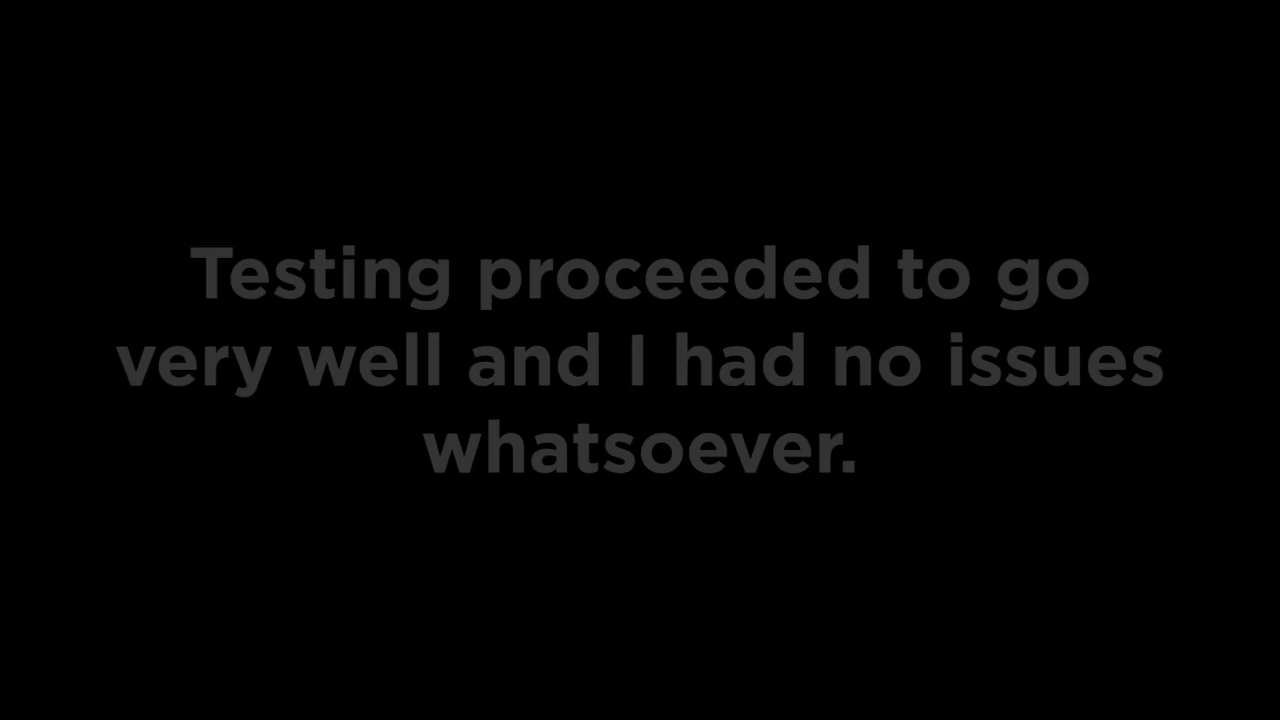 Testing proceeded to go
very well and I had no issues
whatsoever.